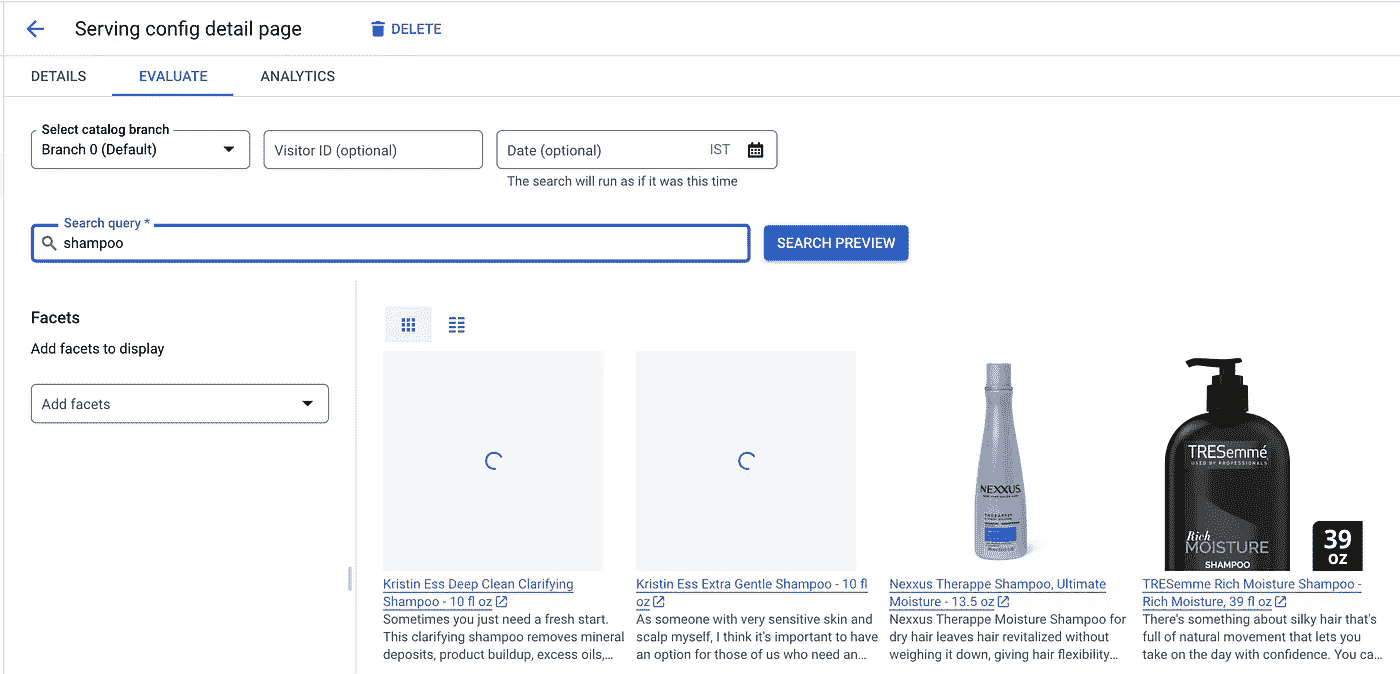 Serving config detail page
DELETE
DETAILS
EVALUATE
ANALYTICS
Select catalog branch
Branch 0 (Default)
Visitor ID (optional)
Date (optional)
IST
The search will run as if it was this time
Search query *
shampoo
SEARCH PREVIEW
Facets
Add facets to display
Add facets
NEXXUS
THERAPPE
TRESemmé
USED BY PROFESSIONALS
Rich
MOISTURE
SHAMPOO
39
OZ
Kristin Ess Deep Clean Clarifying
Shampoo - 10 fl oz
Sometimes you just need a fresh start.
This clarifying shampoo removes mineral
deposits, product buildup, excess oils,...
Kristin Ess Extra Gentle Shampoo - 10 fl
oz
As someone with very sensitive skin and
scalp myself, I think it's important to have
an option for those of us who need an...
Nexxus Therappe Shampoo, Ultimate
Moisture - 13.5 oz
Nexxus Therappe Moisture Shampoo for
dry hair leaves hair revitalized without
weighing it down, giving hair flexibility...
TRESemme Rich Moisture Shampoo -
Rich Moisture, 39 fl oz
There's something about silky hair that's
full of natural movement that lets you
take on the day with confidence. You ca...